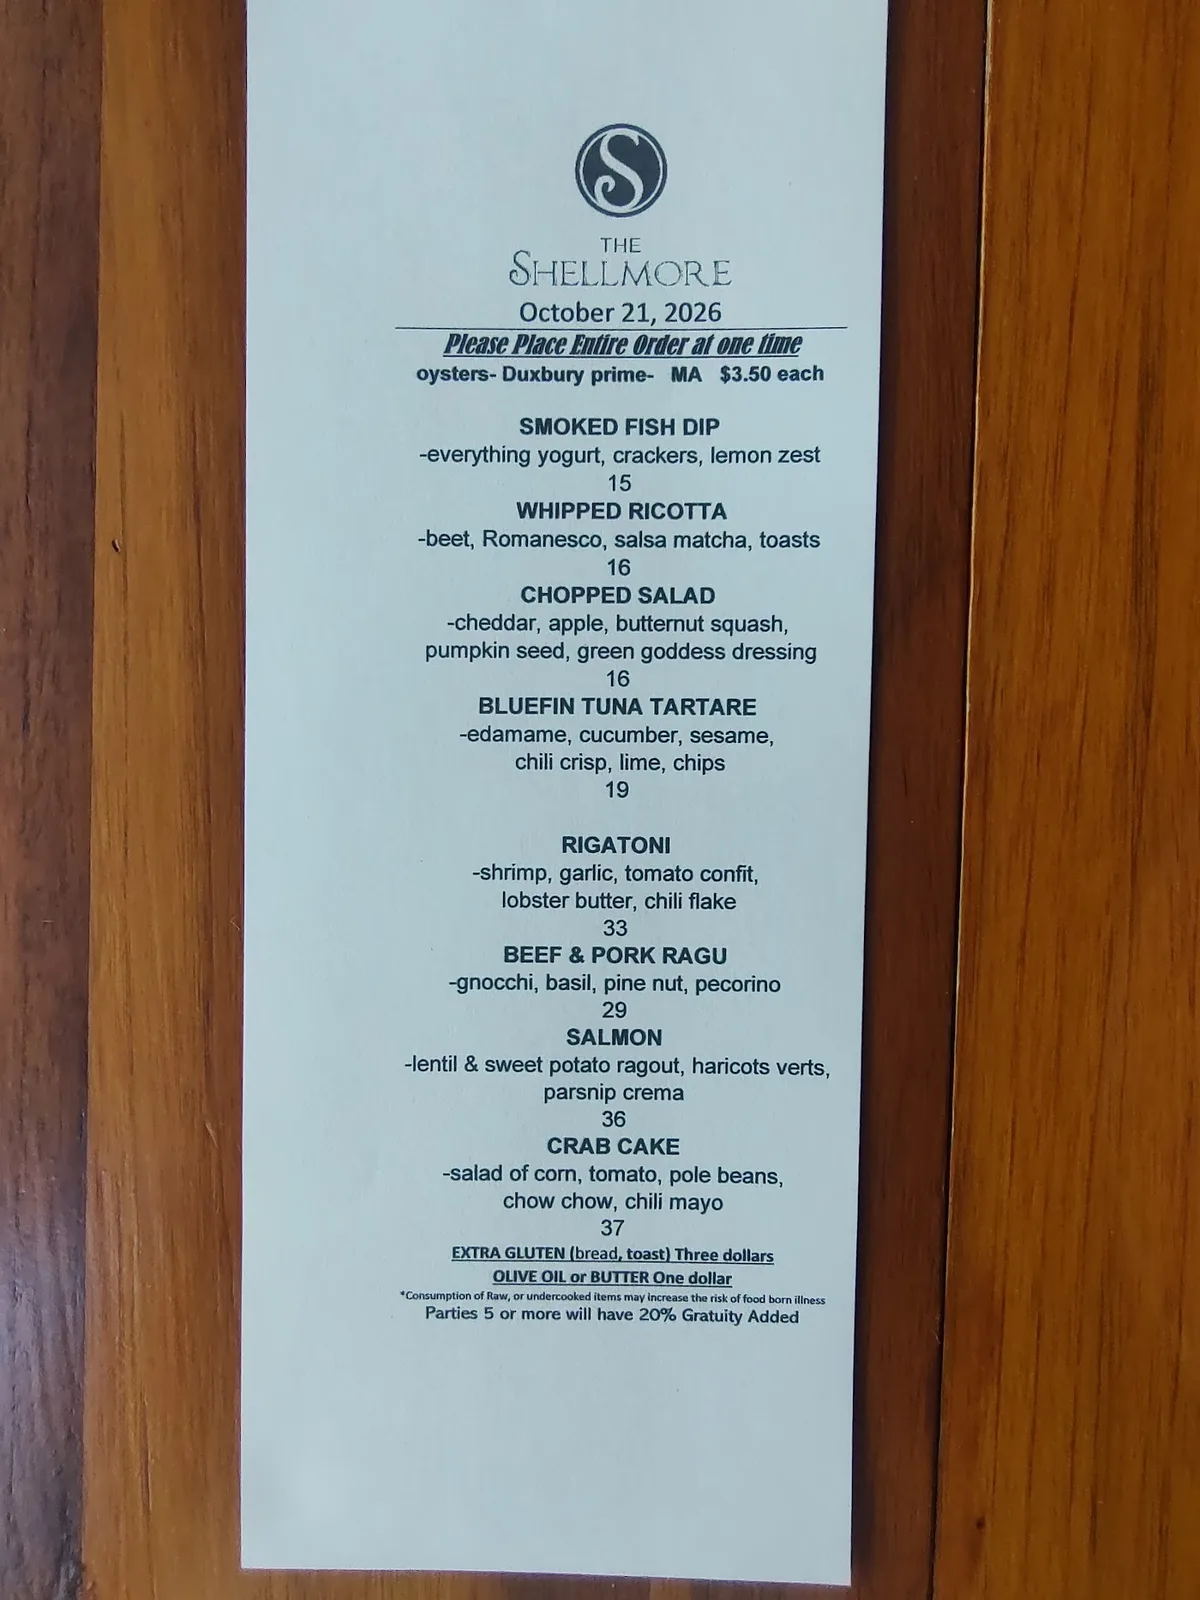 S
THE
SHELLMORE
October 21, 2026
Please Place Entire Order at one time
oysters- Duxbury prime- MA $3.50 each
SMOKED FISH DIP
-everything yogurt, crackers, lemon zest
15
WHIPPED RICOTTA
-beet, Romanesco, salsa matcha, toasts
16
CHOPPED SALAD
-cheddar, apple, butternut squash,
pumpkin seed, green goddess dressing
16
BLUEFIN TUNA TARTARE
-edamame, cucumber, sesame,
chili crisp, lime, chips
19
RIGATONI
-shrimp, garlic, tomato confit,
lobster butter, chili flake
33
BEEF & PORK RAGU
-gnocchi, basil, pine nut, pecorino
29
SALMON
-lentil & sweet potato ragout, haricots verts,
parsnip crema
36
CRAB CAKE
-salad of corn, tomato, pole beans,
chow chow, chili mayo
37
EXTRA GLUTEN (bread, toast) Three dollars
OLIVE OIL or BUTTER One dollar
*Consumption of Raw, or undercooked items may increase the risk of food born illness
Parties 5 or more will have 20% Gratuity Added